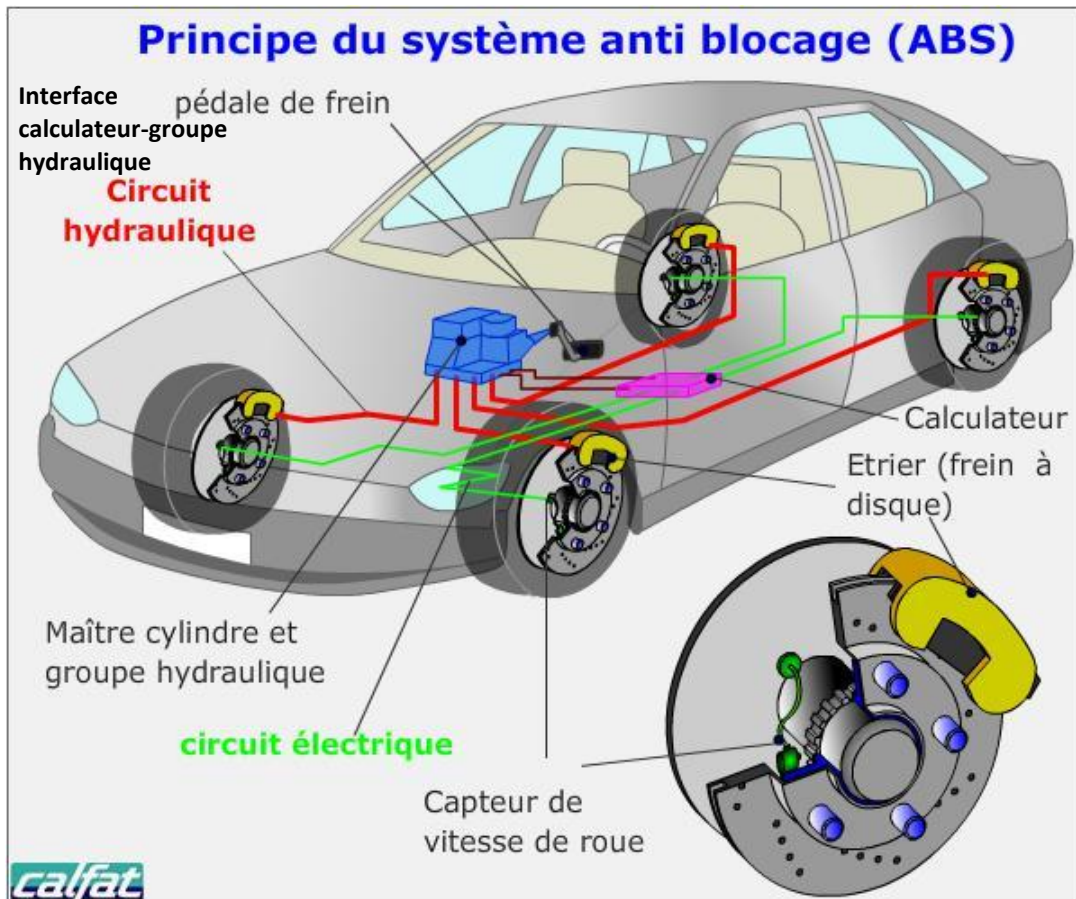 Principe du système anti blocage (ABS)
Interface
calculateur-groupe
hydraulique
pédale de frein
Circuit
hydraulique
Calculateur
Etrier (frein à
disque)
Maître cylindre et
groupe hydraulique
circuit électrique
Capteur de
vitesse de roue
calfat